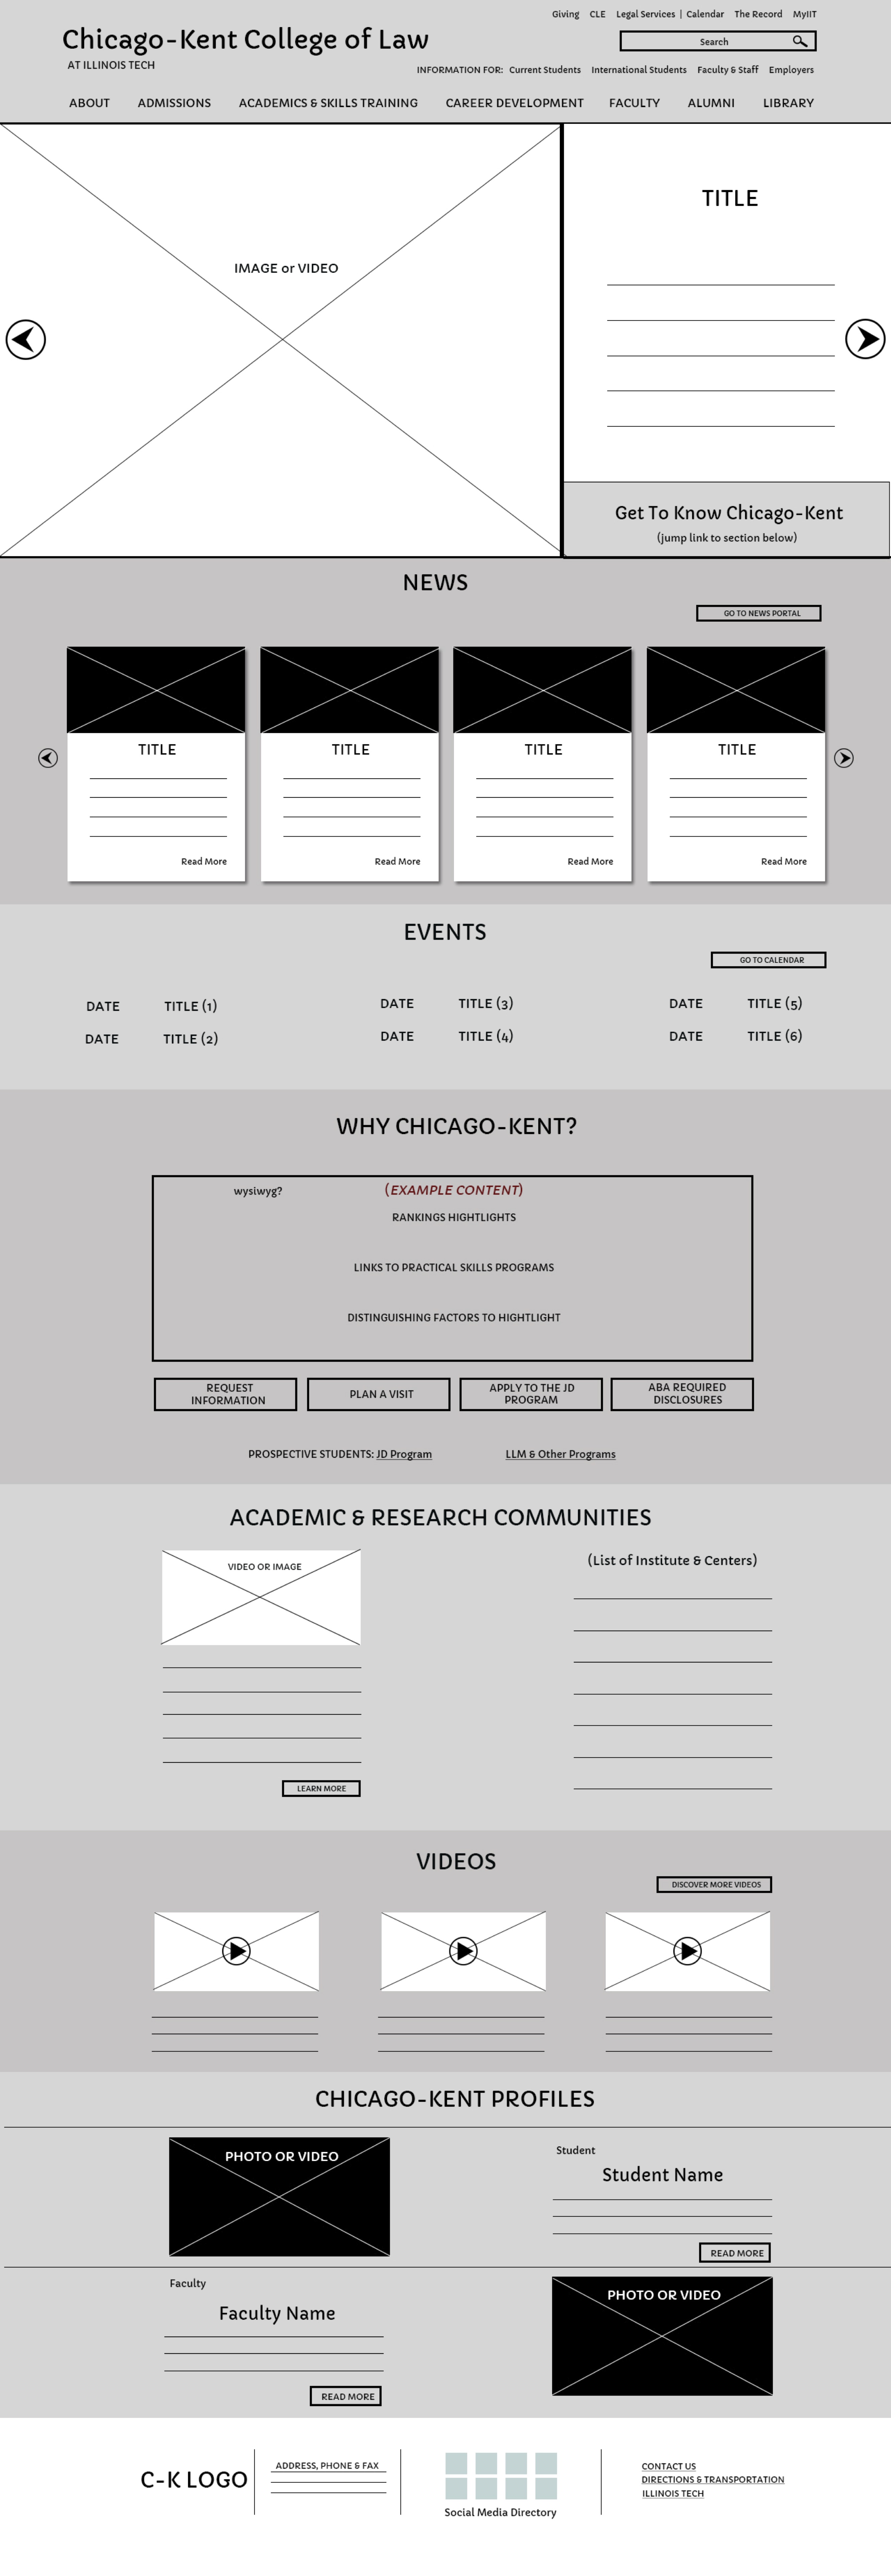 Giving CLE Legal Services | Calendar The Record MyIIT
Chicago-Kent College of Law
Search
AT ILLINOIS TECH
INFORMATION FOR: Current Students International Students Faculty & Staff Employers
ABOUT ADMISSIONS ACADEMICS & SKILLS TRAINING CAREER DEVELOPMENT FACULTY ALUMNI LIBRARY
IMAGE or VIDEO
TITLE
Get To Know Chicago-Kent
(jump link to section below)
NEWS
GO TO NEWS PORTAL
TITLE TITLE TITLE TITLE
Read More Read More Read More Read More
EVENTS
GO TO CALENDAR
DATE TITLE (1) DATE TITLE (3) DATE TITLE (5)
DATE TITLE (2) DATE TITLE (4) DATE TITLE (6)
WHY CHICAGO-KENT?
wysiwyg? (EXAMPLE CONTENT)
RANKINGS HIGHTLIGHTS
LINKS TO PRACTICAL SKILLS PROGRAMS
DISTINGUISHING FACTORS TO HIGHTLIGHT
REQUEST
INFORMATION
PLAN A VISIT
APPLY TO THE JD
PROGRAM
ABA REQUIRED
DISCLOSURES
PROSPECTIVE STUDENTS: JD Program LLM & Other Programs
ACADEMIC & RESEARCH COMMUNITIES
VIDEO OR IMAGE
(List of Institute & Centers)
LEARN MORE
VIDEOS
DISCOVER MORE VIDEOS
CHICAGO-KENT PROFILES
PHOTO OR VIDEO
Student
Student Name
READ MORE
Faculty
Faculty Name
READ MORE
PHOTO OR VIDEO
C-K LOGO
ADDRESS, PHONE & FAX
Social Media Directory
CONTACT US
DIRECTIONS & TRANSPORTATION
ILLINOIS TECH